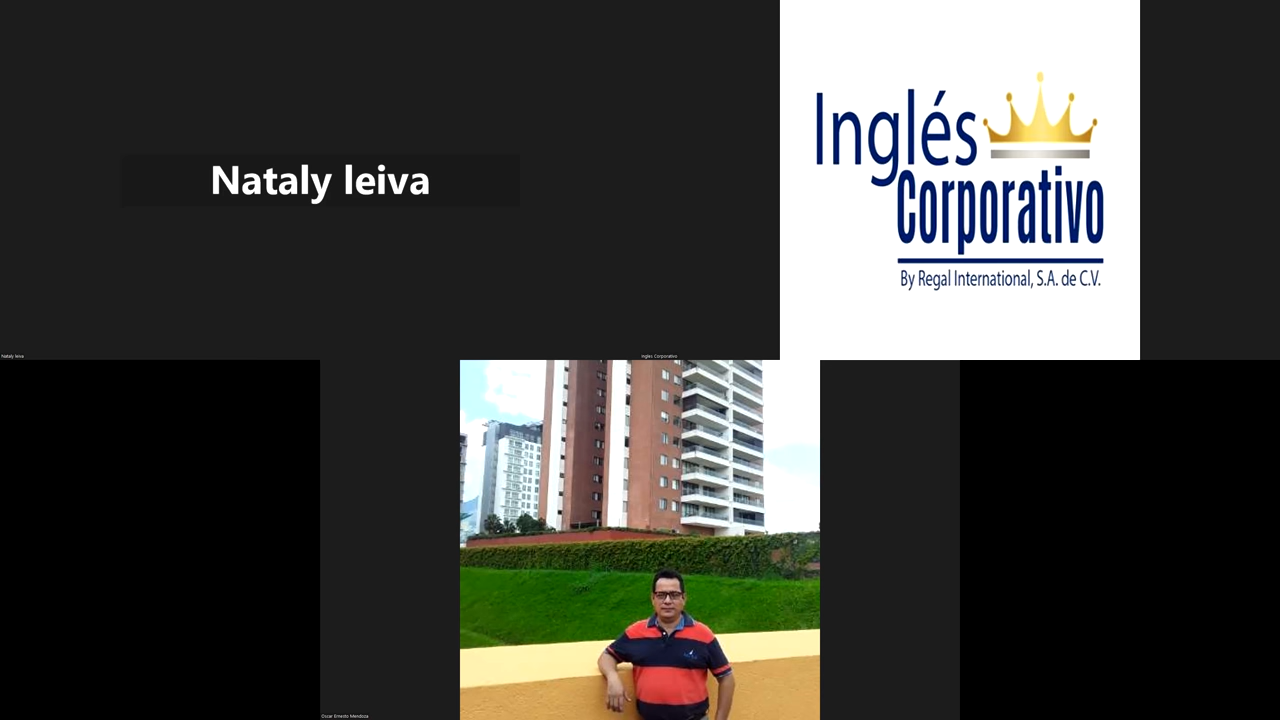 Nataly leiva
Inglés
Corporativo
By Regal International, S.A. de C.V.
Nataly leiva
Inglés Corporativo
Oscar Ernesto Mendoza